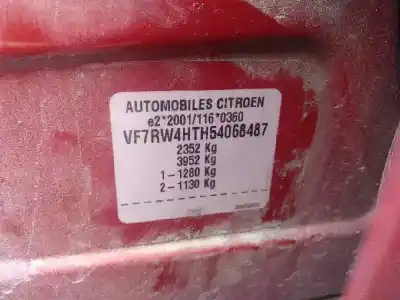 AUTOMOBILES CITROEN
e2*2001/116*0360
VF7RW4HTH54068487
2352 Kg
3952 Kg
1-1280 Kg
2-1130 Kg